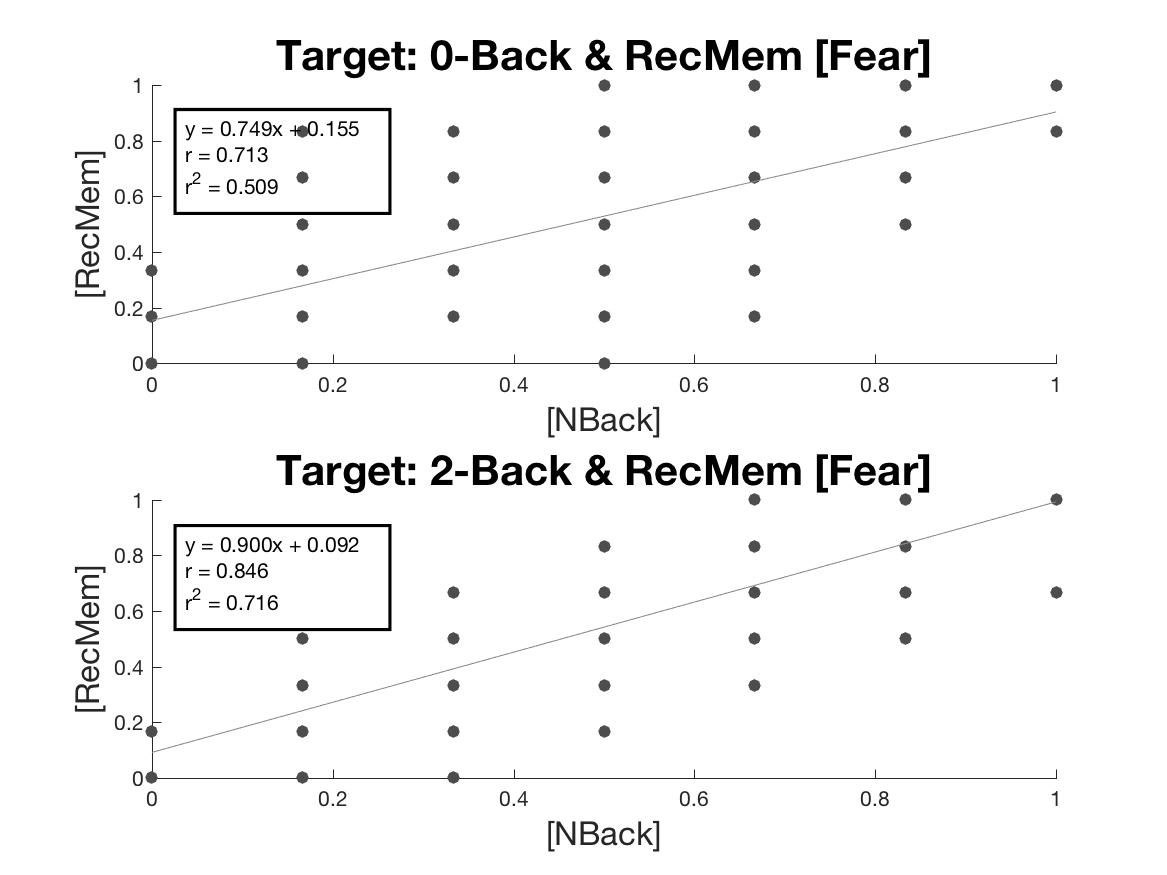 Target: 0-Back & RecMem [Fear]
1
0.8
0.6
0.4
0.2
0
[RecMem]
y = 0.749x + 0.155
r = 0.713
r² = 0.509
0 0.2 0.4 0.6 0.8 1
[NBack]
Target: 2-Back & RecMem [Fear]
1
0.8
0.6
0.4
0.2
0
[RecMem]
y = 0.900x + 0.092
r = 0.846
r² = 0.716
0 0.2 0.4 0.6 0.8 1
[NBack]